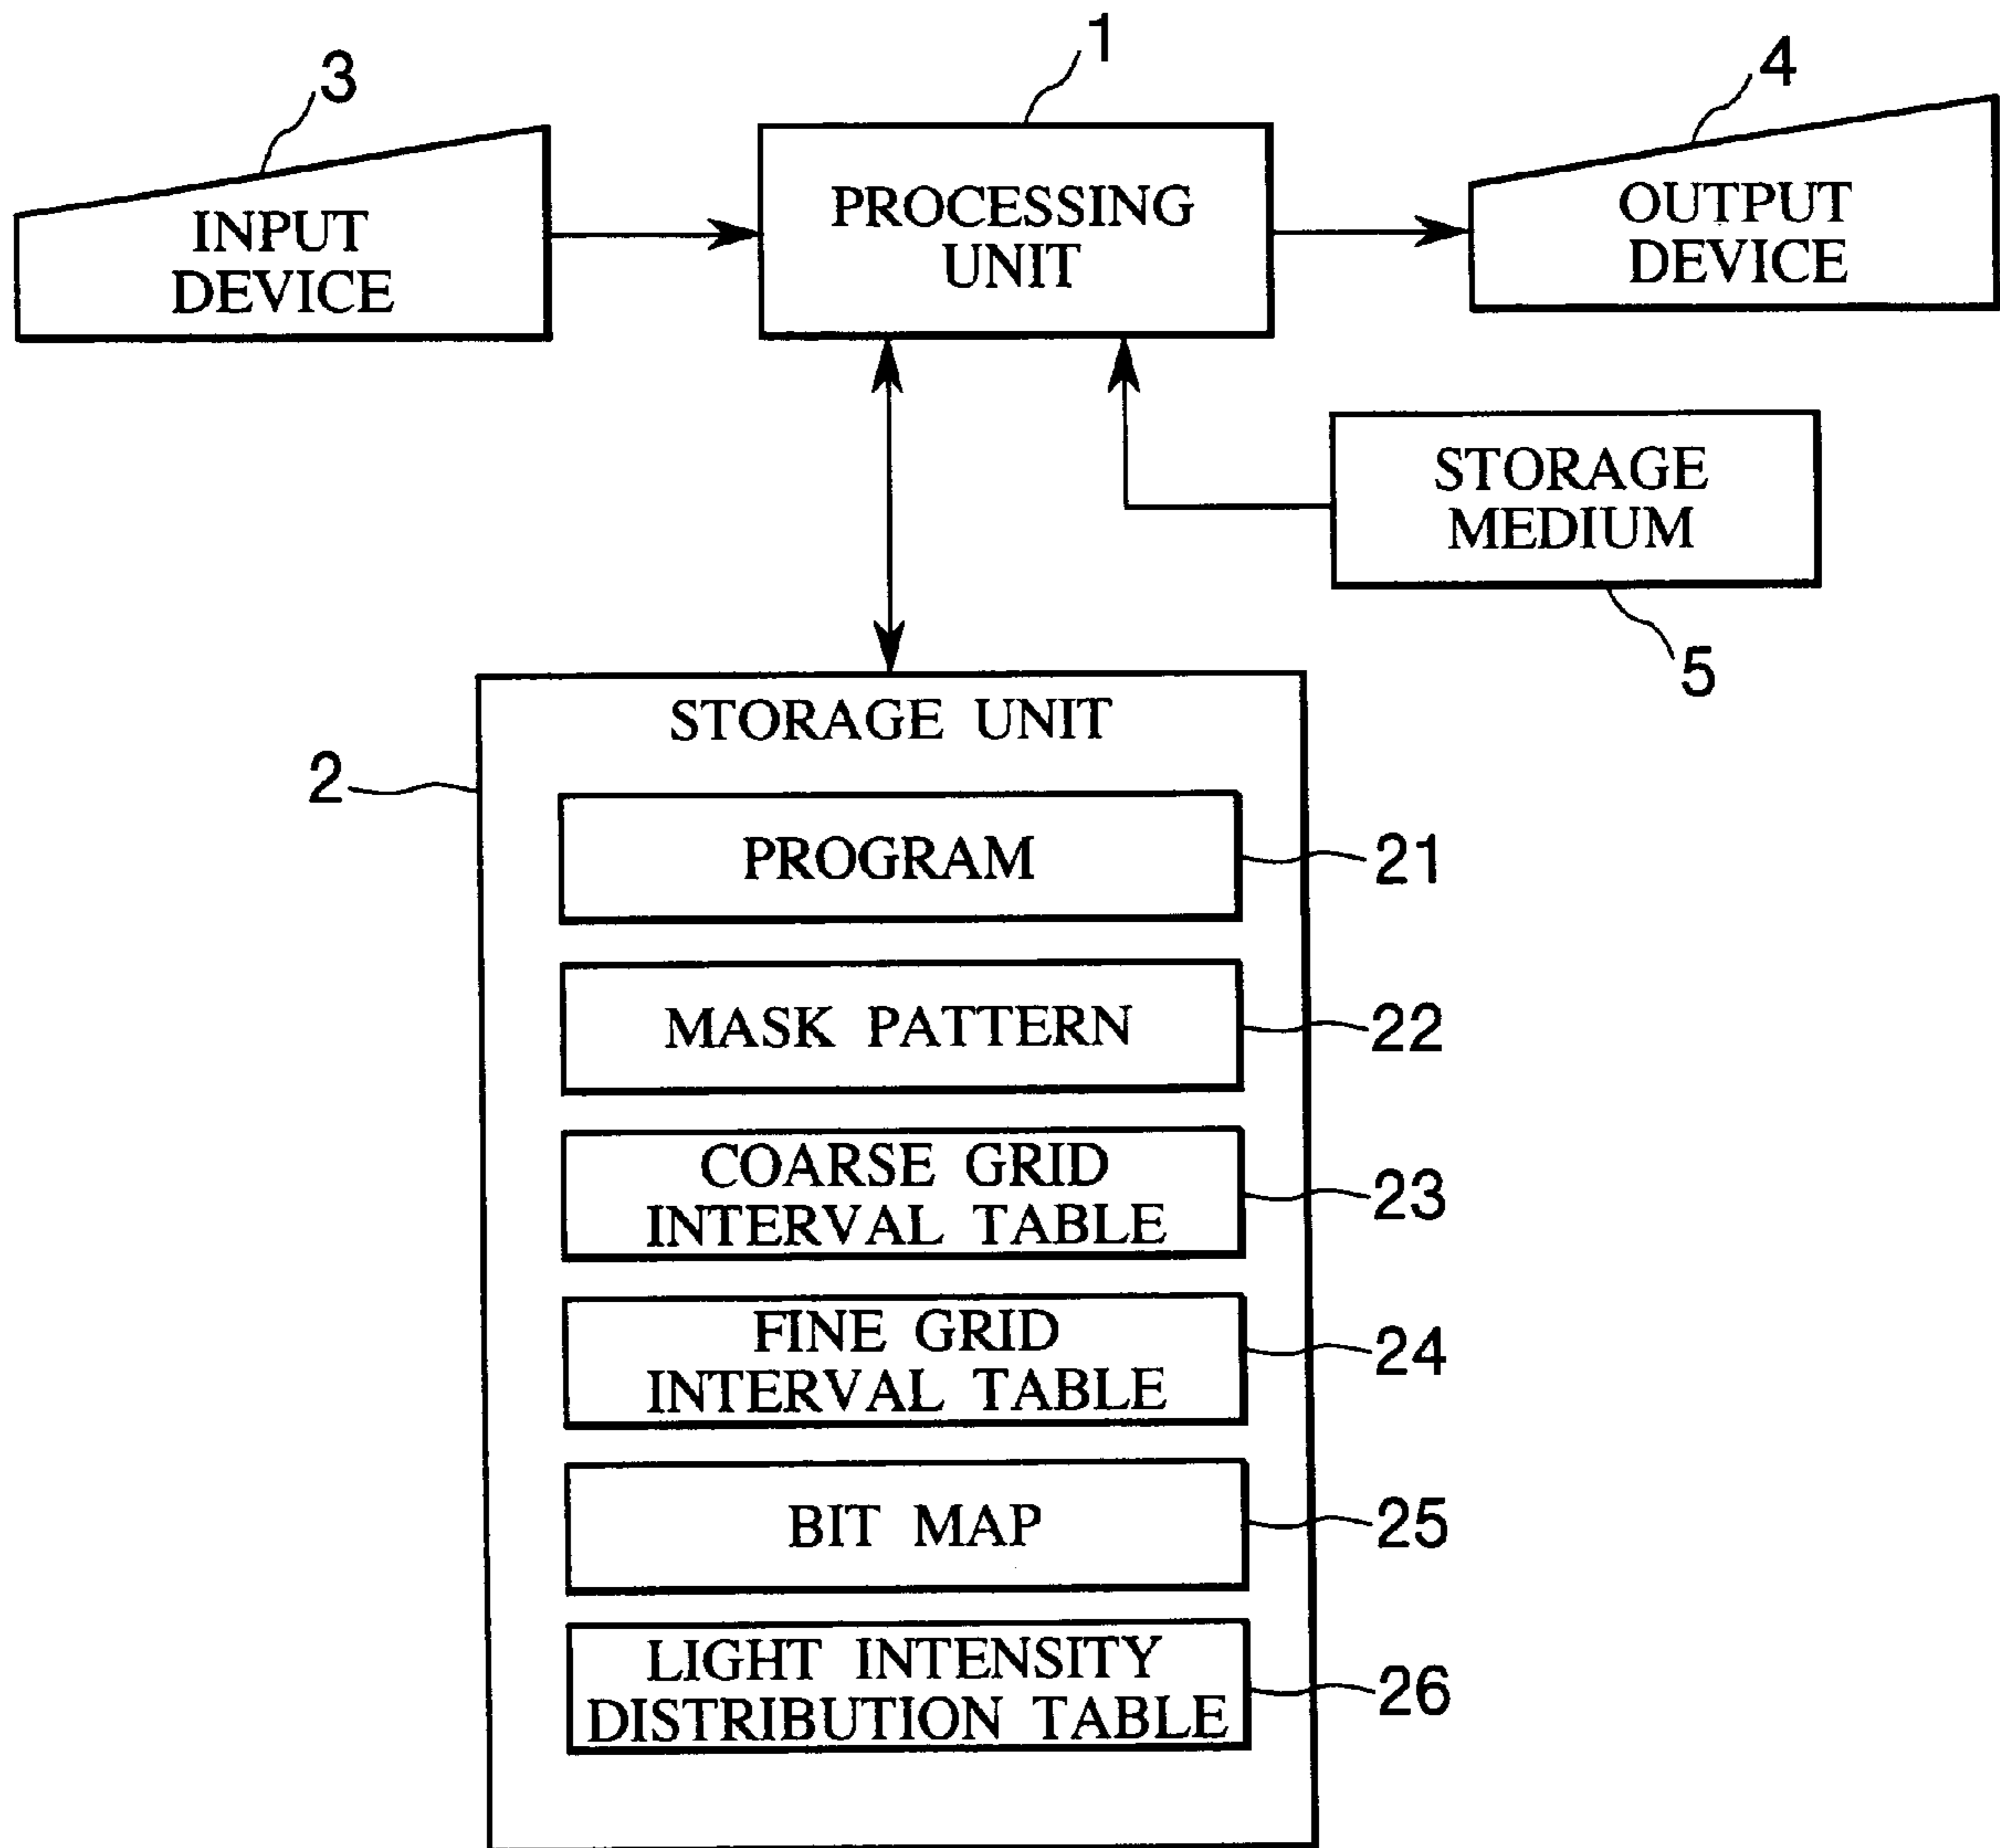 1
3
4
INPUT
DEVICE
PROCESSING
UNIT
OUTPUT
DEVICE
STORAGE
MEDIUM
5
STORAGE UNIT
2
PROGRAM
21
MASK PATTERN
22
COARSE GRID
INTERVAL TABLE
23
FINE GRID
INTERVAL TABLE
24
BIT MAP
25
LIGHT INTENSITY
DISTRIBUTION TABLE
26